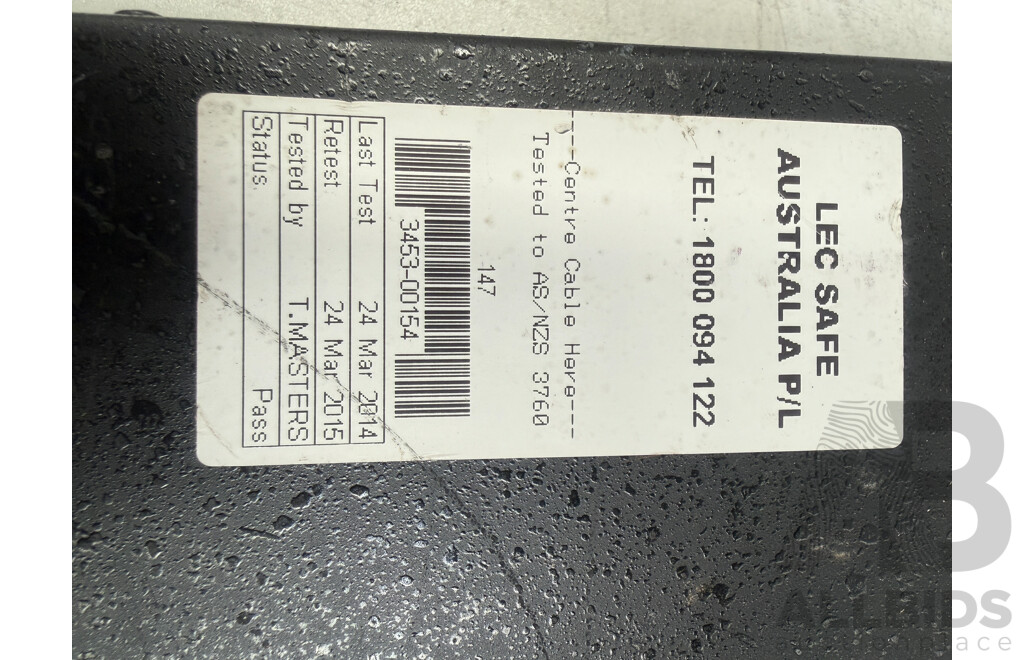 LEC SAFE
AUSTRALIA P/L
TEL: 1800 094 122
---Centre Cable Here---
Tested to AS/NZS 3760
147
3453-00154
Last Test 24 Mar 2014
Retest 24 Mar 2015
Tested by T.MASTERS
Status Pass
ALLBIDS